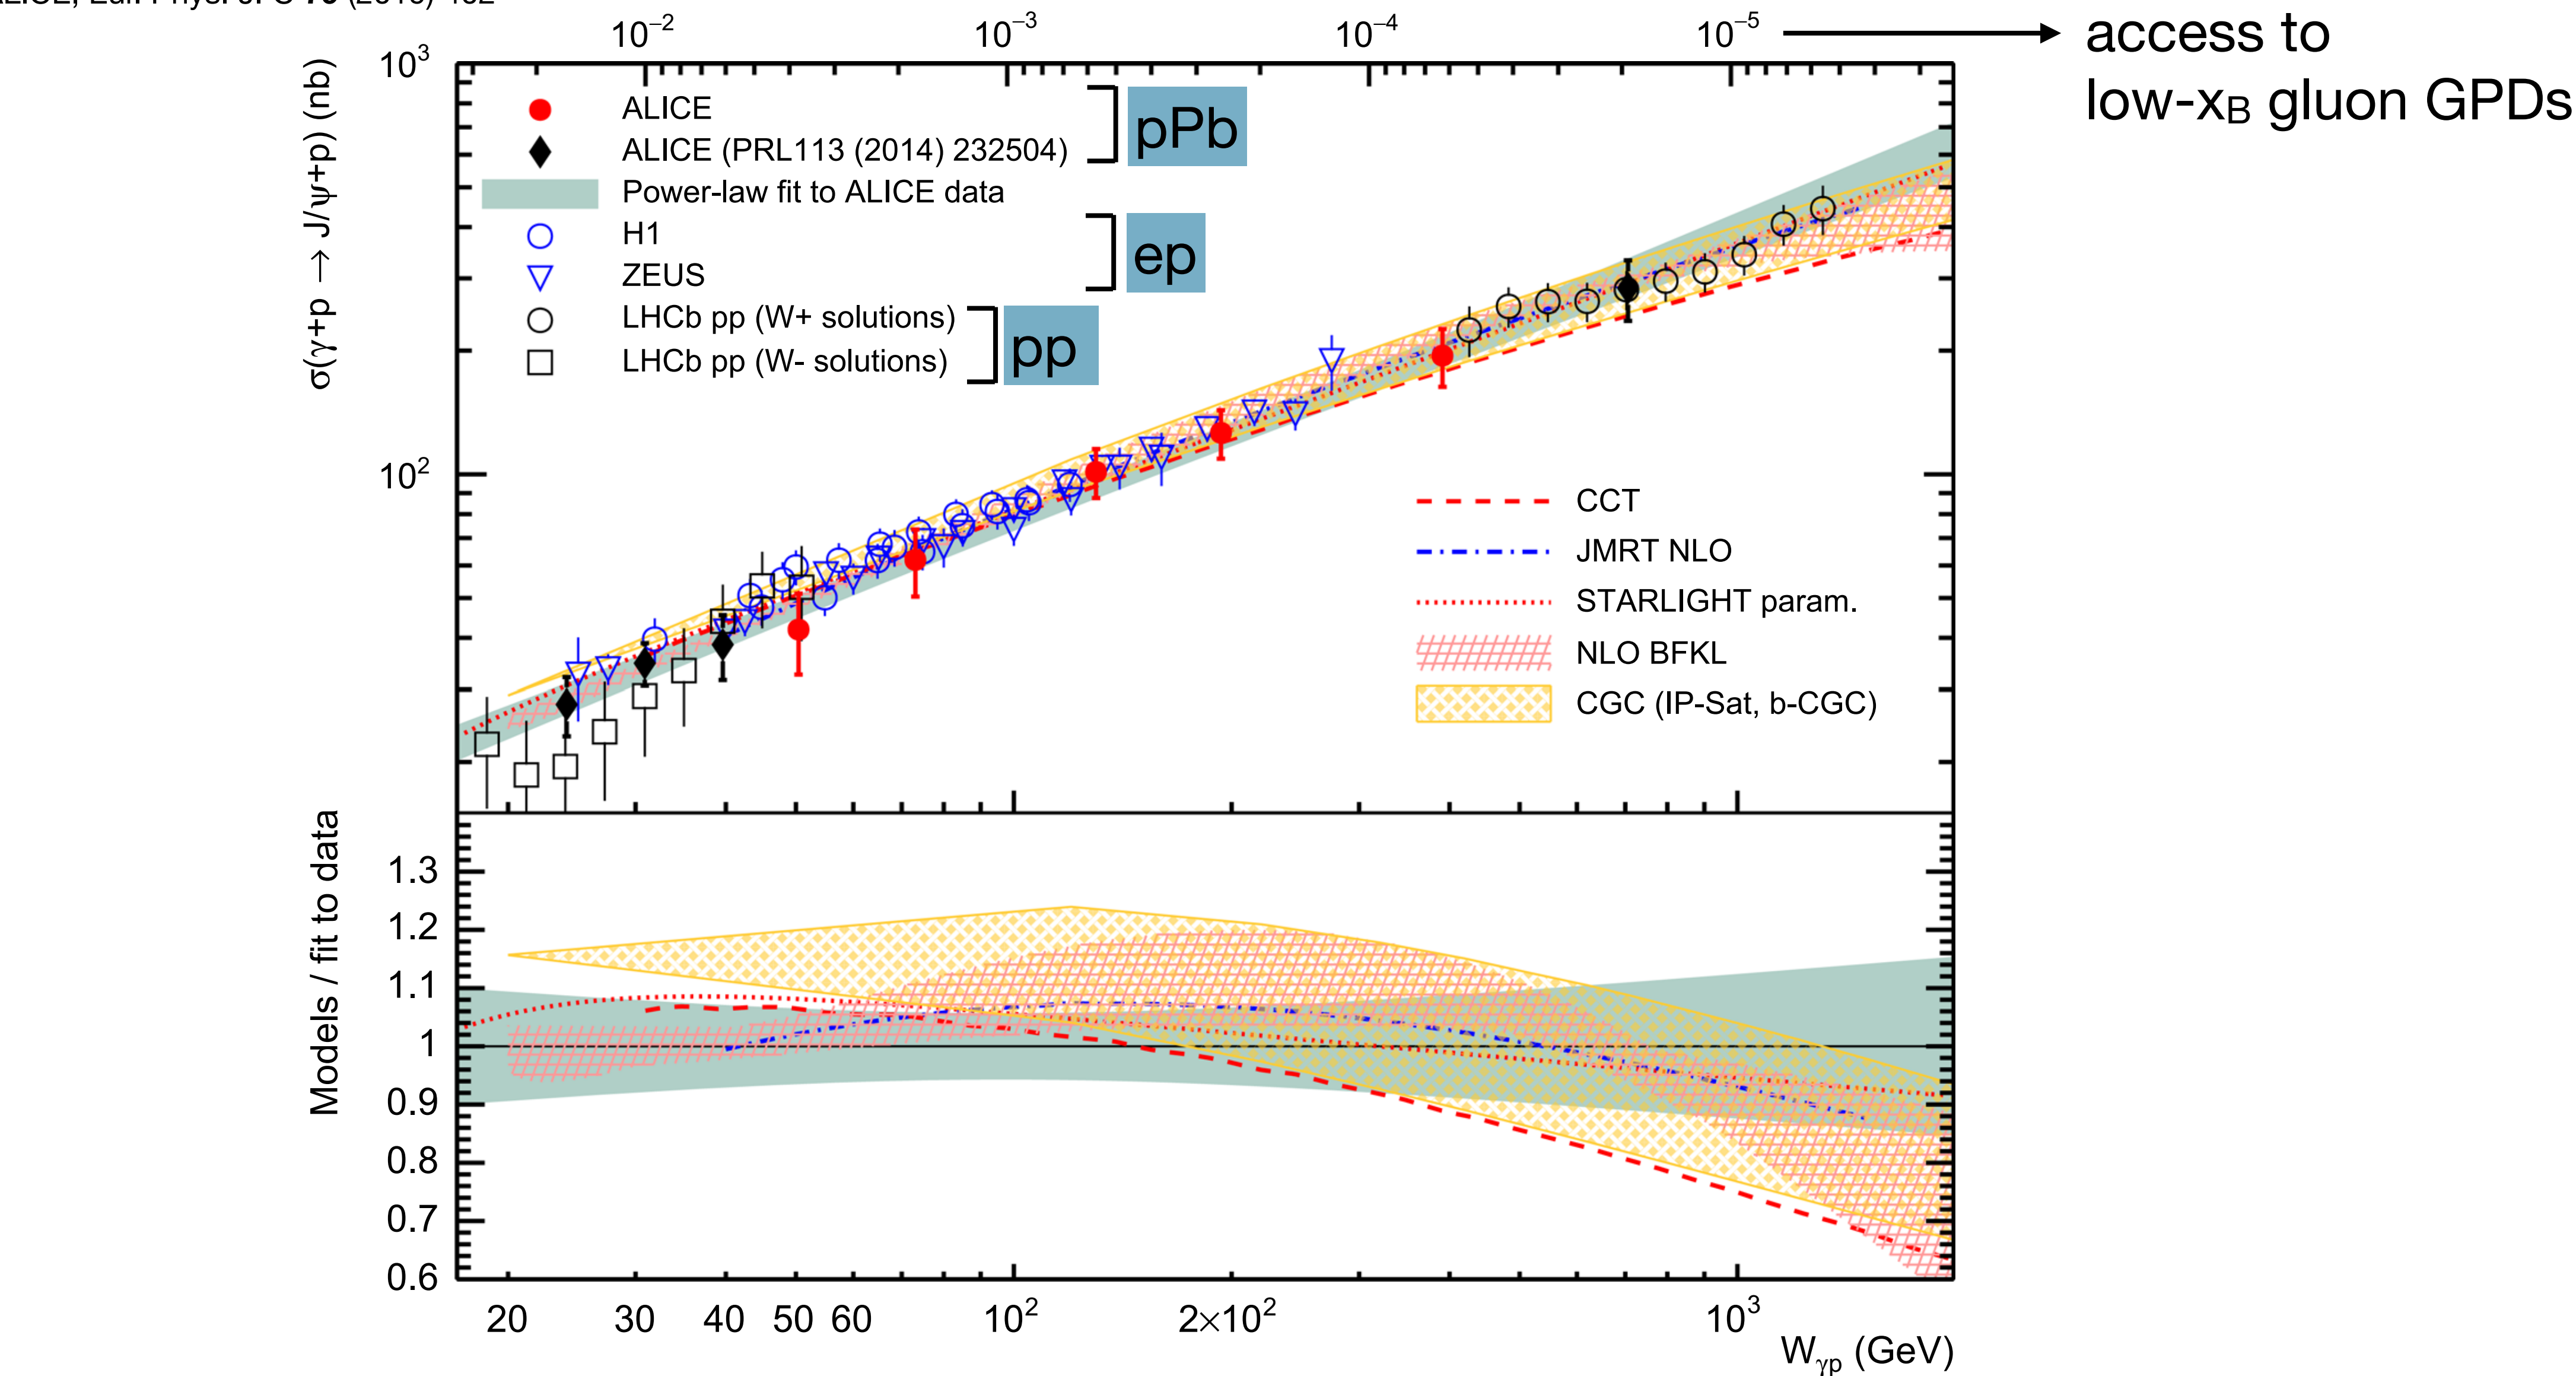 10⁻² 10⁻³ 10⁻⁴ 10⁻⁵
access to
low-xB gluon GPDs
σ(γ+p → J/ψ+p) (nb)
10³
10²
ALICE
ALICE (PRL113 (2014) 232504)
pPb
Power-law fit to ALICE data
H1
ZEUS
ep
LHCb pp (W+ solutions)
LHCb pp (W- solutions)
pp
CCT
JMRT NLO
STARLIGHT param.
NLO BFKL
CGC (IP-Sat, b-CGC)
Models / fit to data
1.3
1.2
1.1
1
0.9
0.8
0.7
0.6
20 30 40 50 60 10² 2×10² 10³
Wγp (GeV)